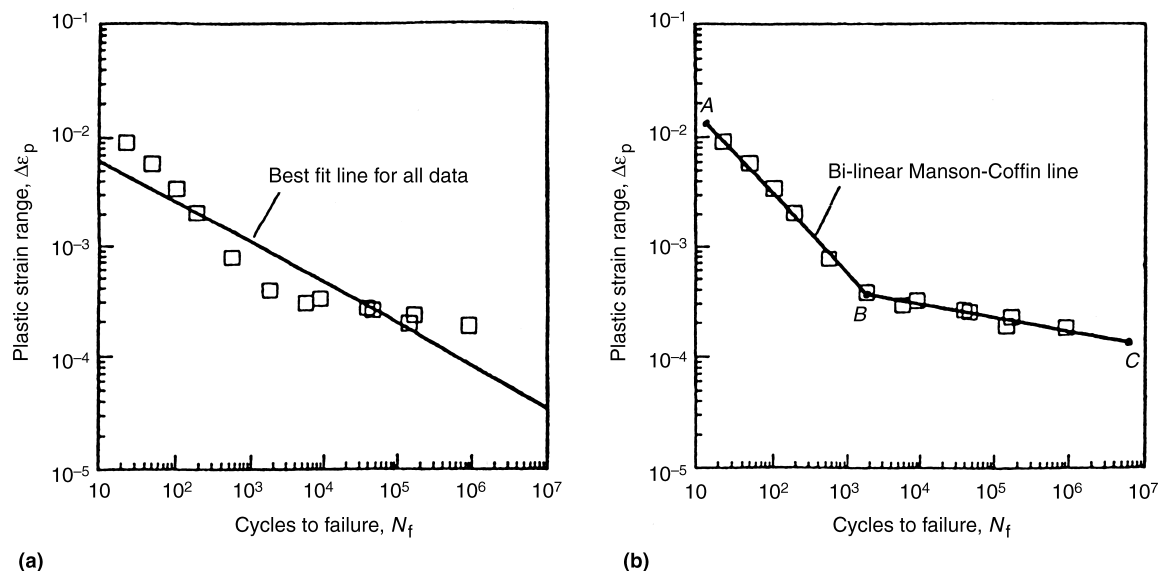 10⁻¹
10⁻²
10⁻³
10⁻⁴
10⁻⁵
Plastic strain range, Δεₚ
Best fit line for all data
10 10² 10³ 10⁴ 10⁵ 10⁶ 10⁷
Cycles to failure, N_f
(a)
10⁻¹
10⁻²
10⁻³
10⁻⁴
10⁻⁵
Plastic strain range, Δεₚ
A
Bi-linear Manson-Coffin line
B
C
10 10² 10³ 10⁴ 10⁵ 10⁶ 10⁷
Cycles to failure, N_f
(b)